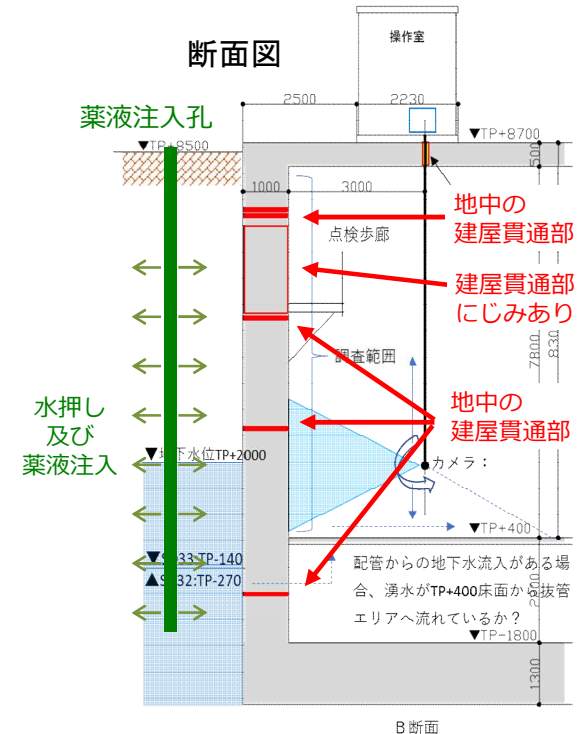 断面図
操作室
2500
2230
薬液注入孔
▼TP+8500
▼TP+8700
500
1000
3000
地中の
建屋貫通部
点検歩廊
建屋貫通部
にじみあり
調査範囲
7800
830
水押し
及び
薬液注入
地中の
建屋貫通部
▼地下水位TP+2000
カメラ：
▼TP+400
配管からの地下水流入がある場
合、湧水がTP+400床面から抜管
エリアへ流れているか？
▼TP-1800
1300
B断面